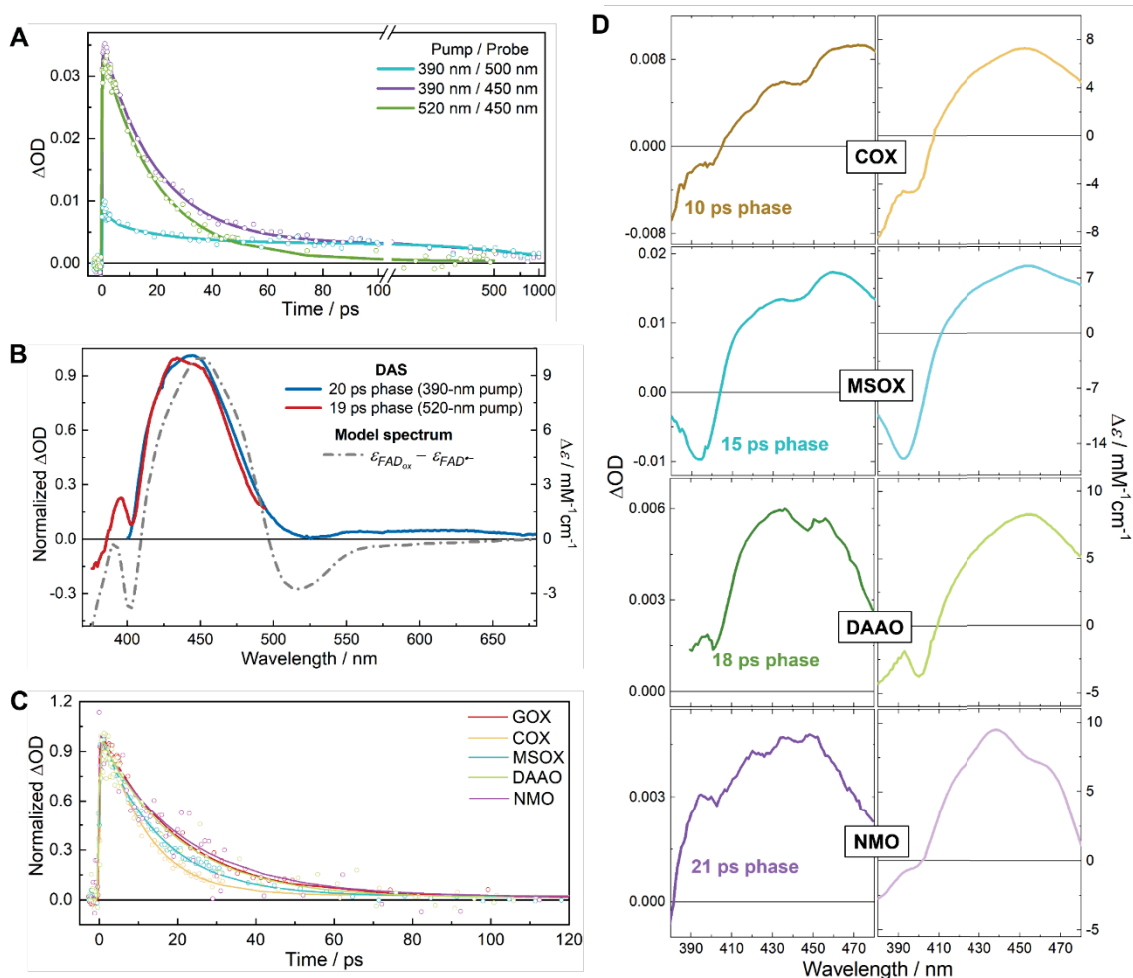 A
Pump / Probe
390 nm / 500 nm
390 nm / 450 nm
520 nm / 450 nm
ΔOD
0.03
0.02
0.01
0.00
0 20 40 60 80 100 500 1000
Time / ps
B
DAS
20 ps phase (390-nm pump)
19 ps phase (520-nm pump)
Model spectrum
ε_FADox − ε_FAD•−
Normalized ΔOD
0.9
0.6
0.3
0.0
-0.3
9
6
3
0
-3
Δε / mM⁻¹cm⁻¹
400 450 500 550 600 650
Wavelength / nm
C
GOX
COX
MSOX
DAAO
NMO
Normalized ΔOD
1.2
0.9
0.6
0.3
0.0
0 20 40 60 80 100 120
Time / ps
D
0.008
0.000
-0.008
10 ps phase
COX
8
4
0
-4
-8
0.02
0.01
0.00
-0.01
15 ps phase
MSOX
7
0
-7
-14
ΔOD
Δε / mM⁻¹cm⁻¹
0.006
0.003
0.000
18 ps phase
DAAO
10
5
0
-5
0.003
0.000
21 ps phase
NMO
10
5
0
-5
390 410 430 450 470 390 410 430 450 470
Wavelength / nm